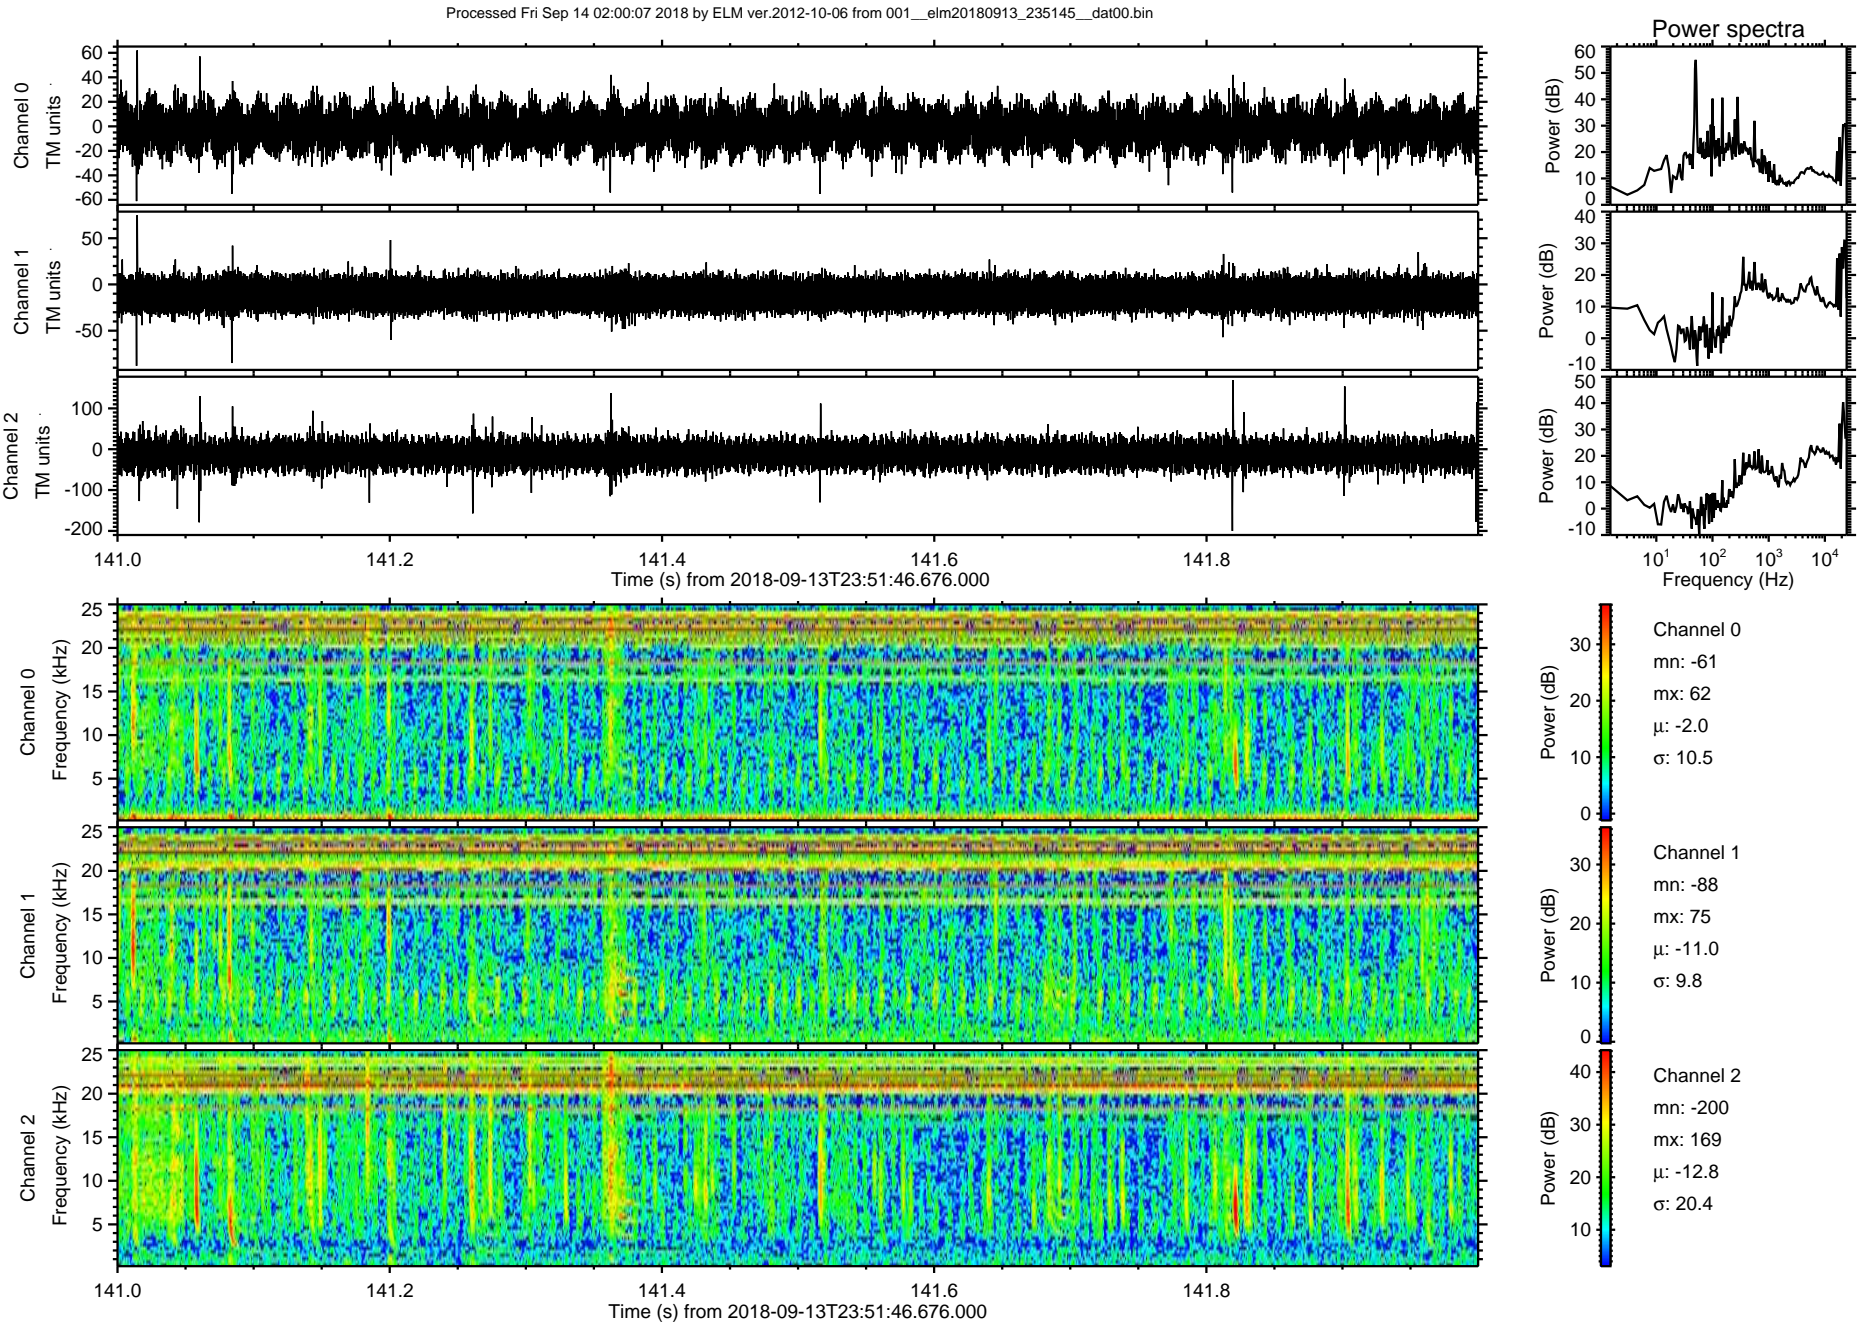 Processed Fri Sep 14 02:00:07 2018 by ELM ver.2012-10-06 from 001__elm20180913_235145__dat00.bin
Power spectra
Channel 0
TM units
60
40
20
0
-20
-40
-60
Power (dB)
60
50
40
30
20
10
0
Channel 1
TM units
50
0
-50
Power (dB)
40
30
20
10
0
-10
Channel 2
TM units
100
0
-100
-200
Power (dB)
50
40
30
20
10
0
-10
141.0 141.2 141.4 141.6 141.8
Time (s) from 2018-09-13T23:51:46.676.000
10¹ 10² 10³ 10⁴
Frequency (Hz)
Channel 0
Frequency (kHz)
25
20
15
10
5
Power (dB)
30
20
10
0
Channel 0
mn: -61
mx: 62
μ: -2.0
σ: 10.5
Channel 1
Frequency (kHz)
25
20
15
10
5
Power (dB)
30
20
10
0
Channel 1
mn: -88
mx: 75
μ: -11.0
σ: 9.8
Channel 2
Frequency (kHz)
25
20
15
10
5
Power (dB)
40
30
20
10
Channel 2
mn: -200
mx: 169
μ: -12.8
σ: 20.4
141.0 141.2 141.4 141.6 141.8
Time (s) from 2018-09-13T23:51:46.676.000